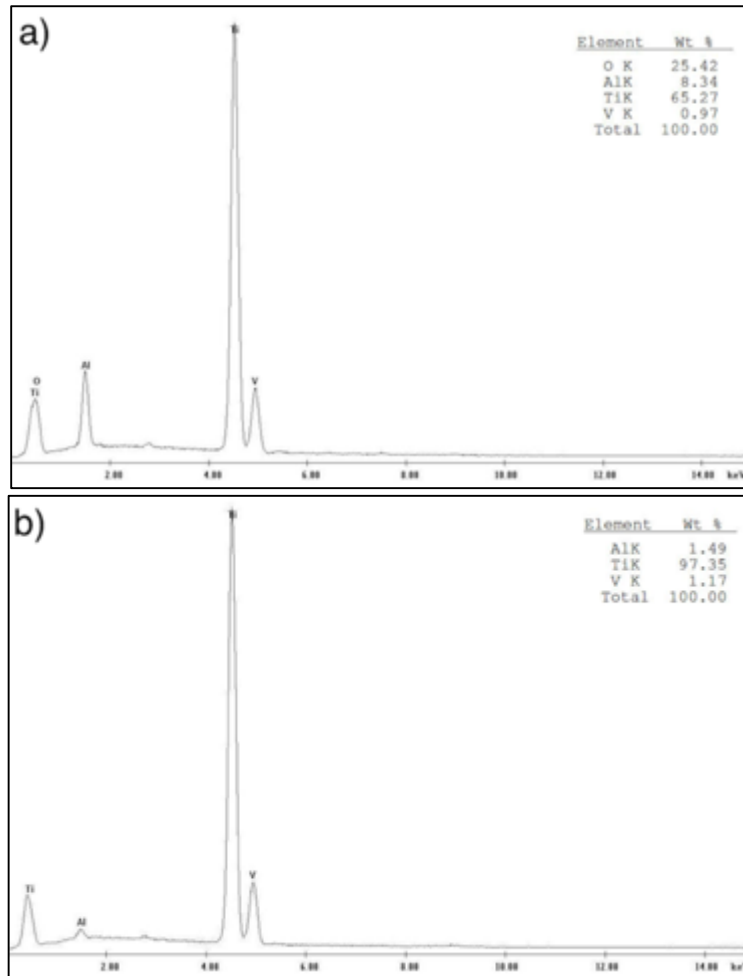 a)
Element Wt %
O K 25.42
AlK 8.34
TiK 65.27
V K 0.97
Total 100.00
Ti
O
Ti
Al
V
2.00 4.00 6.00 8.00 10.00 12.00 14.00 keV
b)
Element Wt %
AlK 1.49
TiK 97.35
V K 1.17
Total 100.00
Ti
Ti
Al
V
2.00 4.00 6.00 8.00 10.00 12.00 14.00